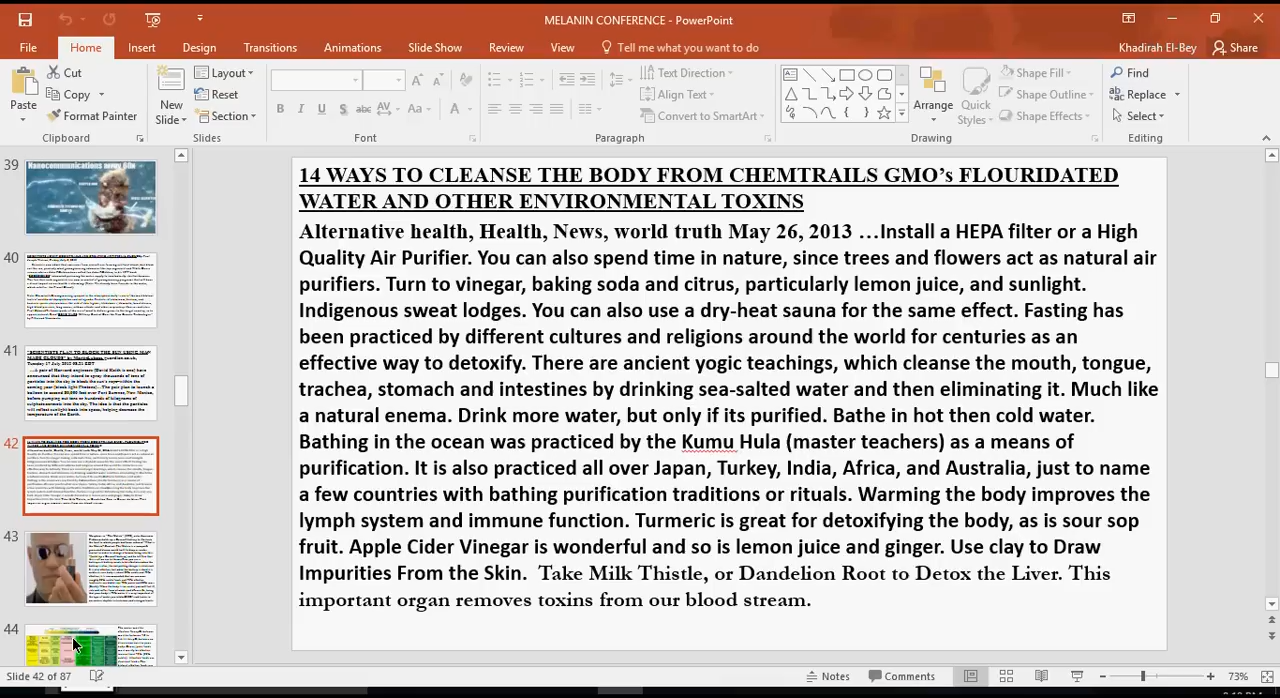 MELANIN CONFERENCE - PowerPoint
File Home Insert Design Transitions Animations Slide Show Review View Tell me what you want to do Khadirah El-Bey Share
Paste
Cut
Copy
Format Painter
Clipboard
New
Slide
Layout
Reset
Section
Slides
B I U S abc AV Aa A
Font
Text Direction
Align Text
Convert to SmartArt
Paragraph
Arrange
Quick
Styles
Shape Fill
Shape Outline
Shape Effects
Drawing
Find
Replace
Select
Editing
39
40
41
42
43
44
14 WAYS TO CLEANSE THE BODY FROM CHEMTRAILS GMO's FLOURIDATED
WATER AND OTHER ENVIRONMENTAL TOXINS
Alternative health, Health, News, world truth May 26, 2013 …Install a HEPA filter or a High
Quality Air Purifier. You can also spend time in nature, since trees and flowers act as natural air
purifiers. Turn to vinegar, baking soda and citrus, particularly lemon juice, and sunlight.
Indigenous sweat lodges. You can also use a dry-heat sauna for the same effect. Fasting has
been practiced by different cultures and religions around the world for centuries as an
effective way to detoxify. There are ancient yogic teachings, which cleanse the mouth, tongue,
trachea, stomach and intestines by drinking sea salt water and then eliminating it. Much like
a natural enema. Drink more water, but only if its purified. Bathe in hot then cold water.
Bathing in the ocean was practiced by the Kumus (master teachers) as a means of
purification. It is also practiced all over Japan, Turkey, India, Africa, and Australia, just to name
a few countries with bathing purification traditions or rituals. Warming the body improves the
lymph system and immune function. Turmeric is great for detoxifying the body, as is sour sop
fruit. Apple Cider Vinegar is wonderful and so is lemon juice and ginger. Use Clay to Draw
Impurities From the Skin. Take Milk Thistle, or Dandelion Root to Detox the Liver. This
important organ removes toxins from our blood stream.
Slide 42 of 87 Notes Comments 73%